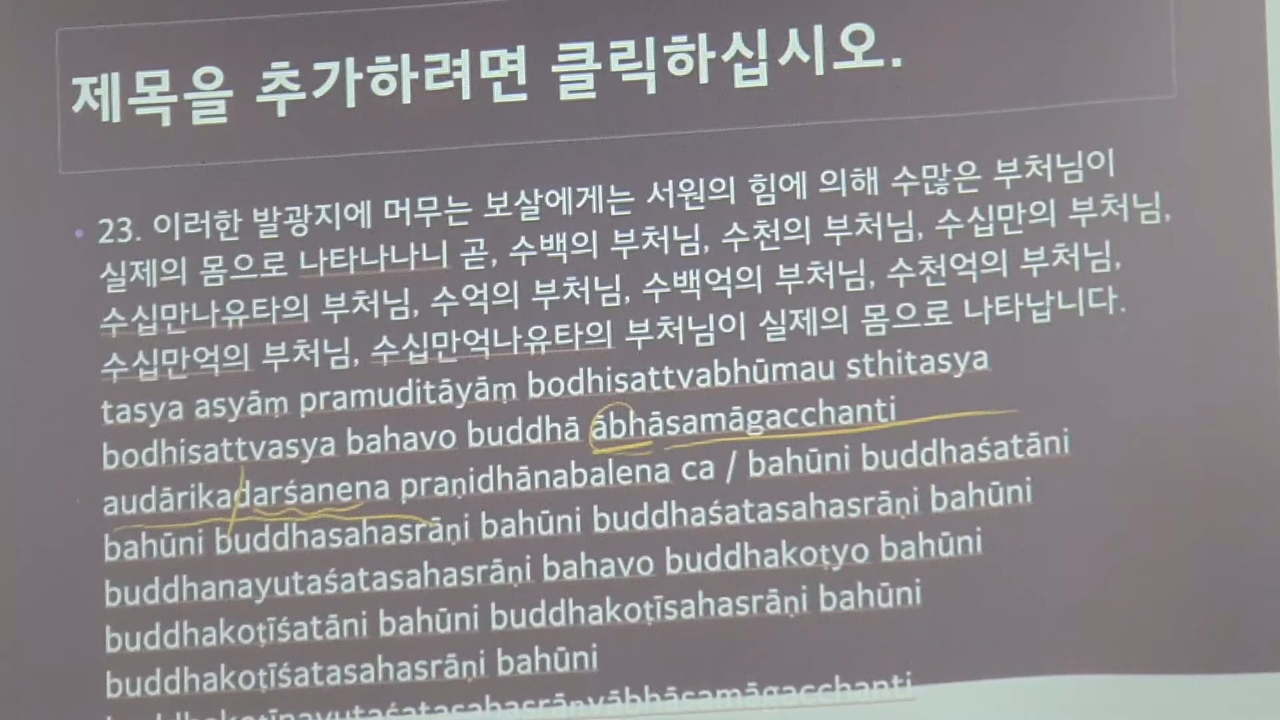 제목을 추가하려면 클릭하십시오.
• 23. 이러한 발광지에 머무는 보살에게는 서원의 힘에 의해 수많은 부처님이
실제의 몸으로 나타나나니 곧, 수백의 부처님, 수천의 부처님, 수십만의 부처님,
수십만나유타의 부처님, 수억의 부처님, 수백억의 부처님, 수천억의 부처님,
수십만억의 부처님, 수십만억나유타의 부처님이 실제의 몸으로 나타납니다.
tasya asyāṃ pramuditāyāṃ bodhisattvabhūmau sthitasya
bodhisattvasya bahavo buddhā ābhāsamāgacchanti
audārikadarśanena praṇidhānabalena ca / bahūni buddhaśatāni
bahūni buddhasahasrāṇi bahūni buddhaśatasahasrāṇi bahūni
buddhanayutaśatasahasrāṇi bahavo buddhakoṭyo bahūni
buddhakoṭīśatāni bahūni buddhakoṭīsahasrāṇi bahūni
buddhakoṭīśatasahasrāṇi bahūni
buddhakoṭīnayutaśatasahasrāṇyābhāsamāgacchanti